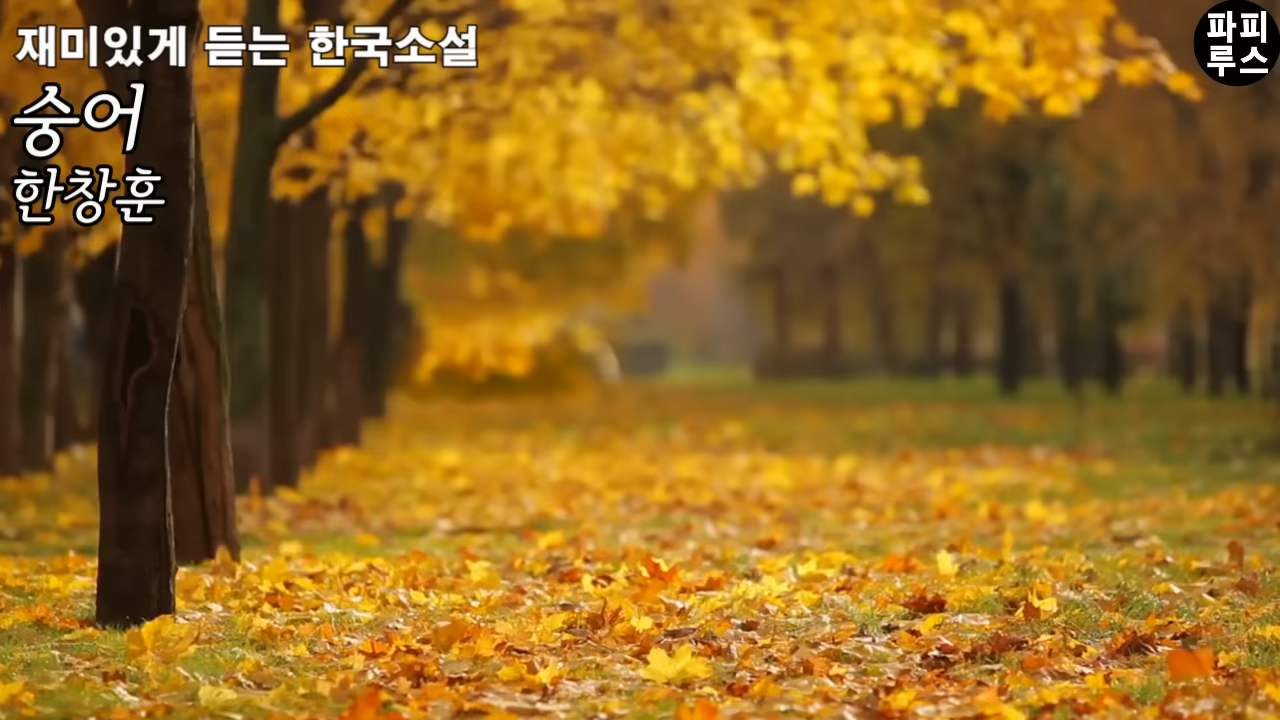 재미있게 듣는 한국소설
숭어
한창훈
파피
루스